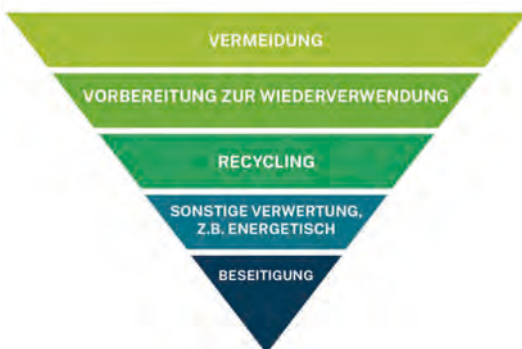 VERMEIDUNG
VORBEREITUNG ZUR WIEDERVERWENDUNG
RECYCLING
SONSTIGE VERWERTUNG,
Z.B. ENERGETISCH
BESEITIGUNG